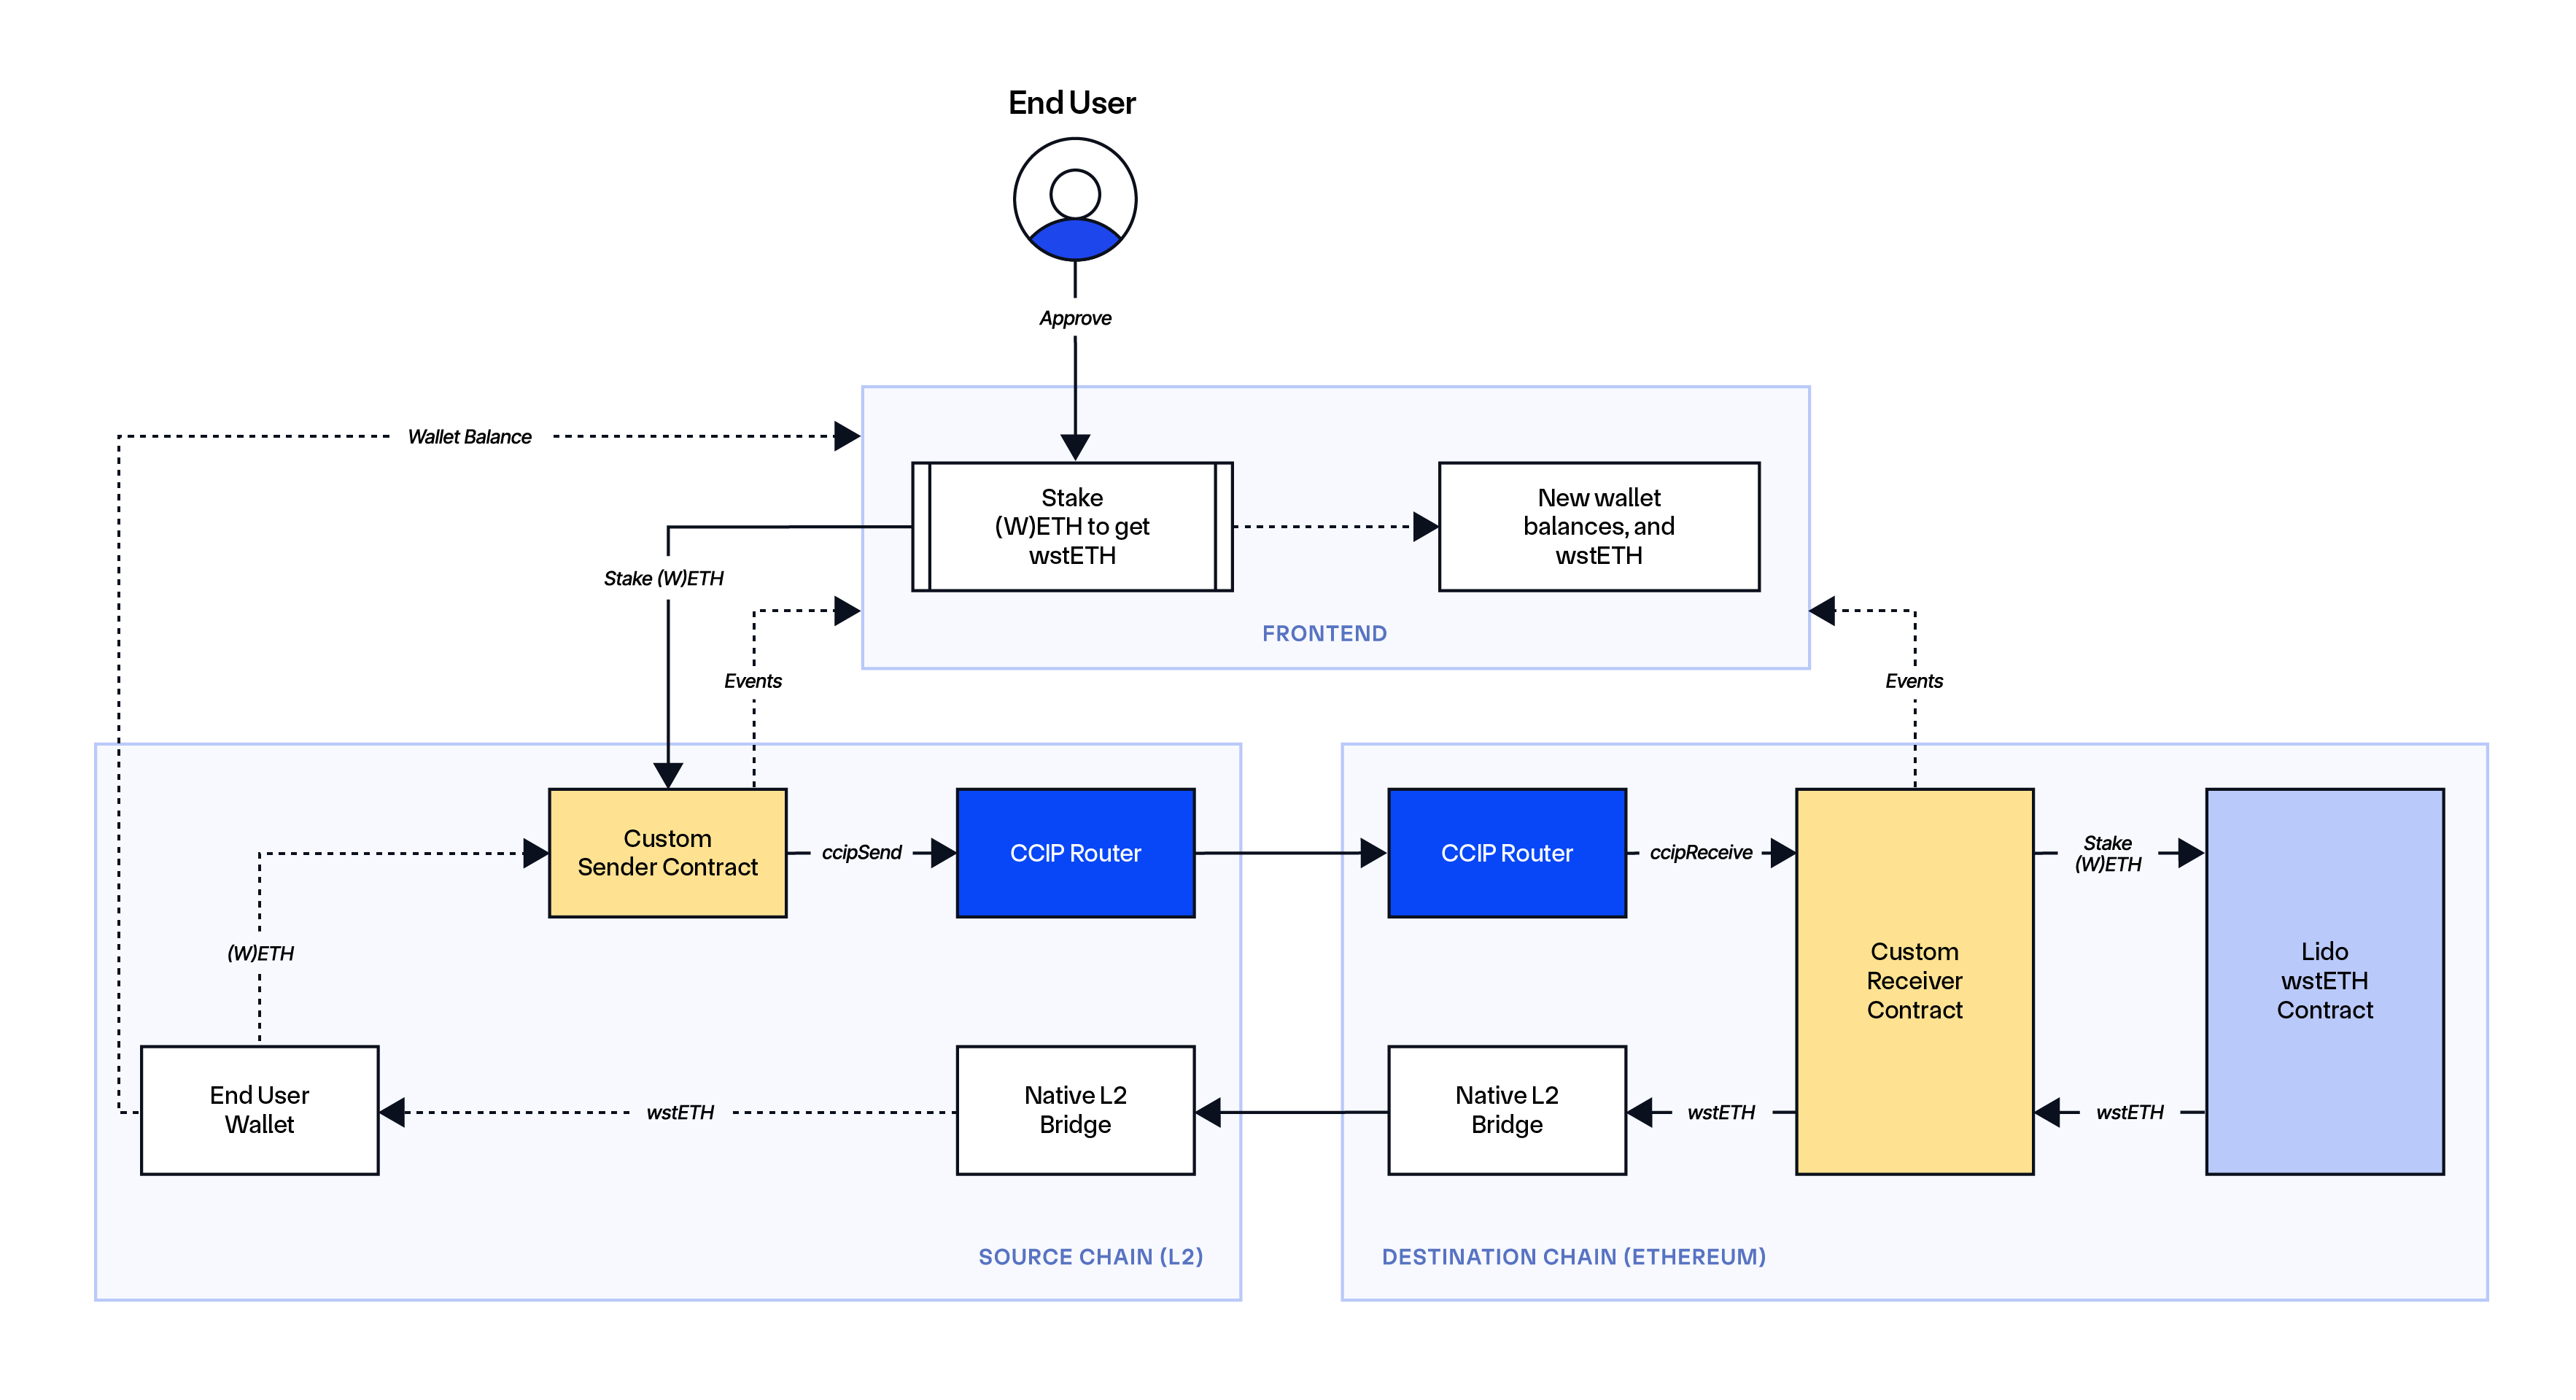 End User
Approve
Wallet Balance
Stake
(W)ETH to get
wstETH
New wallet
balances, and
wstETH
Stake (W)ETH
FRONTEND
Events
Events
Custom
Sender Contract
ccipSend
CCIP Router
CCIP Router
ccipReceive
Stake
(W)ETH
(W)ETH
Custom
Receiver
Contract
Lido
wstETH
Contract
End User
Wallet
wstETH
Native L2
Bridge
Native L2
Bridge
wstETH
wstETH
SOURCE CHAIN (L2)
DESTINATION CHAIN (ETHEREUM)